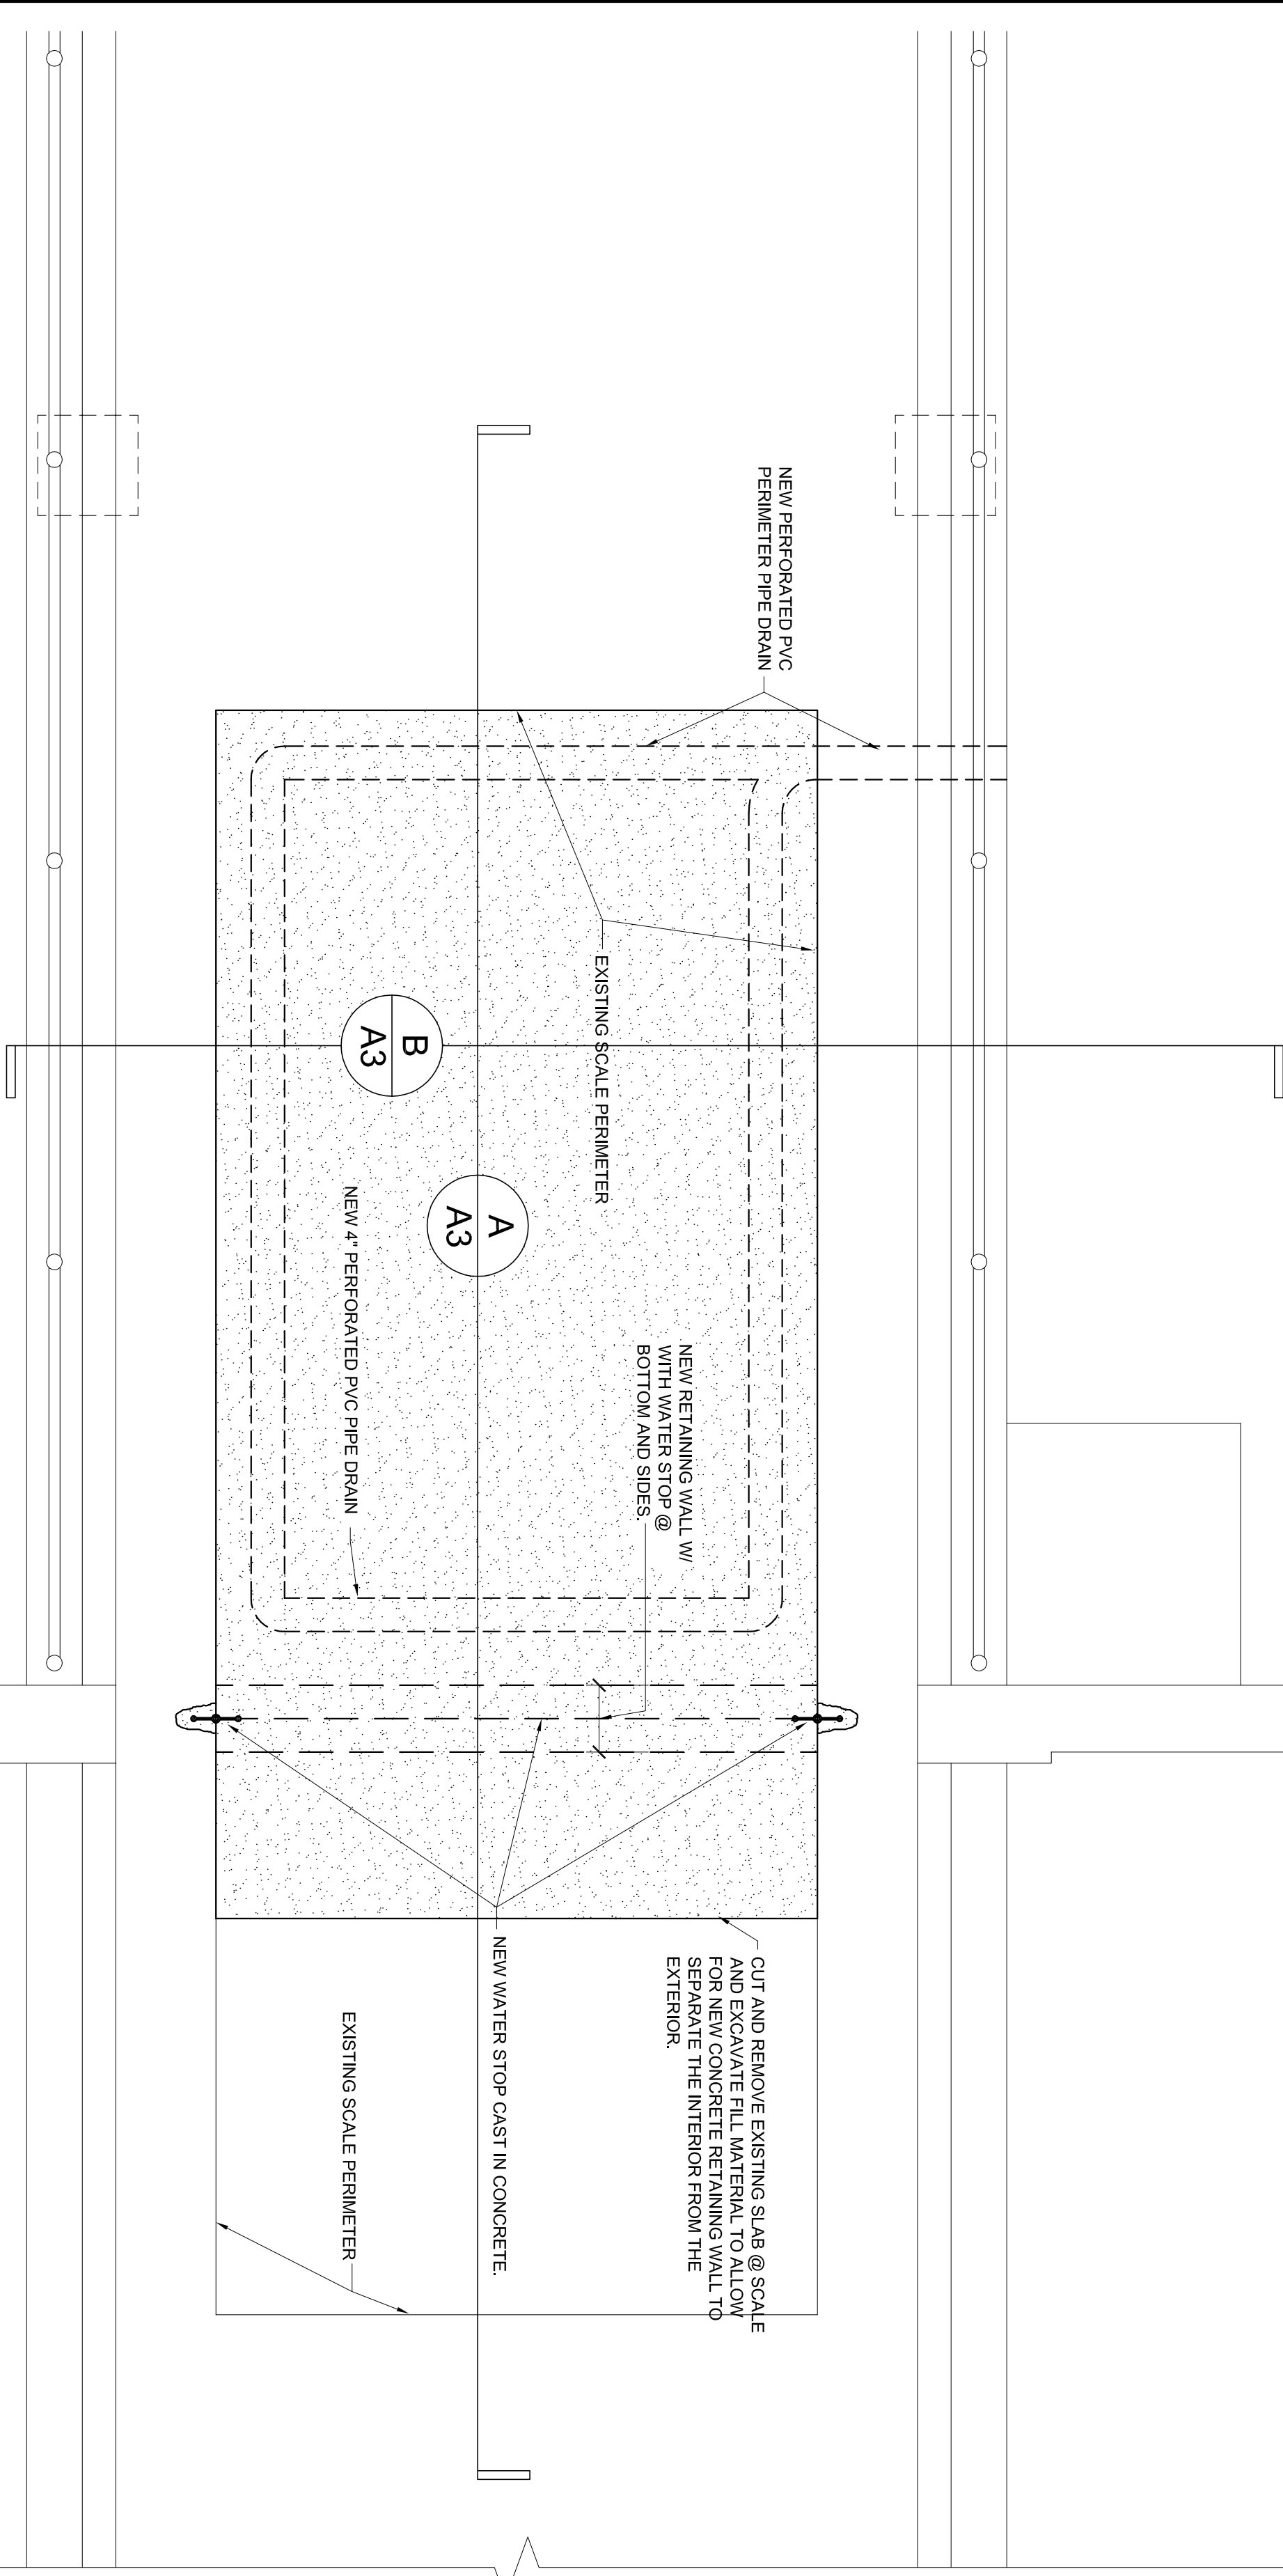 NEW PERFORATED PVC
PERIMETER PIPE DRAIN
EXISTING SCALE PERIMETER
B
A3
A
A3
NEW 4" PERFORATED PVC PIPE DRAIN
NEW RETAINING WALL W/
WITH WATER STOP @
BOTTOM AND SIDES.
CUT AND REMOVE EXISTING SLAB @ SCALE
AND EXCAVATE FILL MATERIAL TO ALLOW
FOR NEW CONCRETE RETAINING WALL TO
SEPARATE THE INTERIOR FROM THE
EXTERIOR.
NEW WATER STOP CAST IN CONCRETE.
EXISTING SCALE PERIMETER